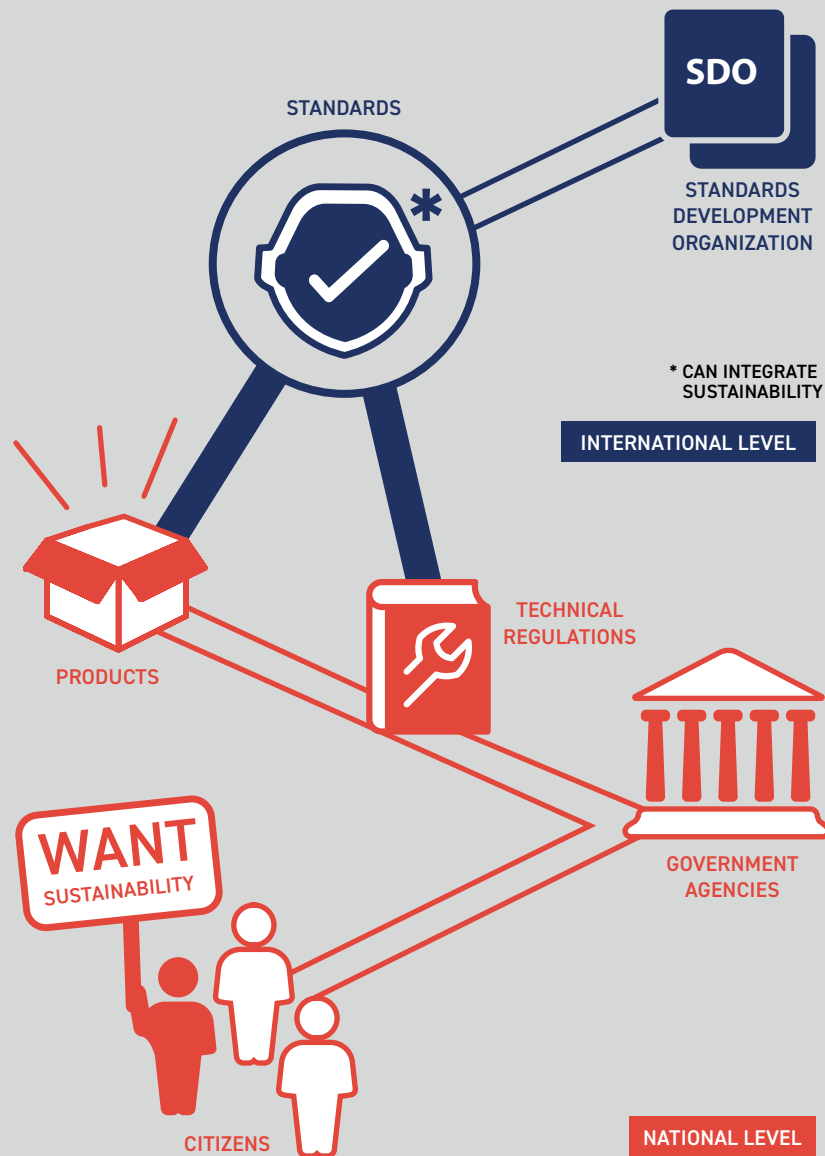 SDO
STANDARDS
STANDARDS
DEVELOPMENT
ORGANIZATION
*
* CAN INTEGRATE
SUSTAINABILITY
INTERNATIONAL LEVEL
TECHNICAL
REGULATIONS
PRODUCTS
WANT
SUSTAINABILITY
GOVERNMENT
AGENCIES
CITIZENS
NATIONAL LEVEL